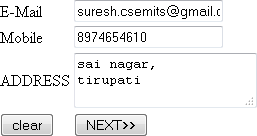 E-Mail suresh.csemits@gmail.c
Mobile 8974654610
ADDRESS sai nagar,
tirupati
clear NEXT>>